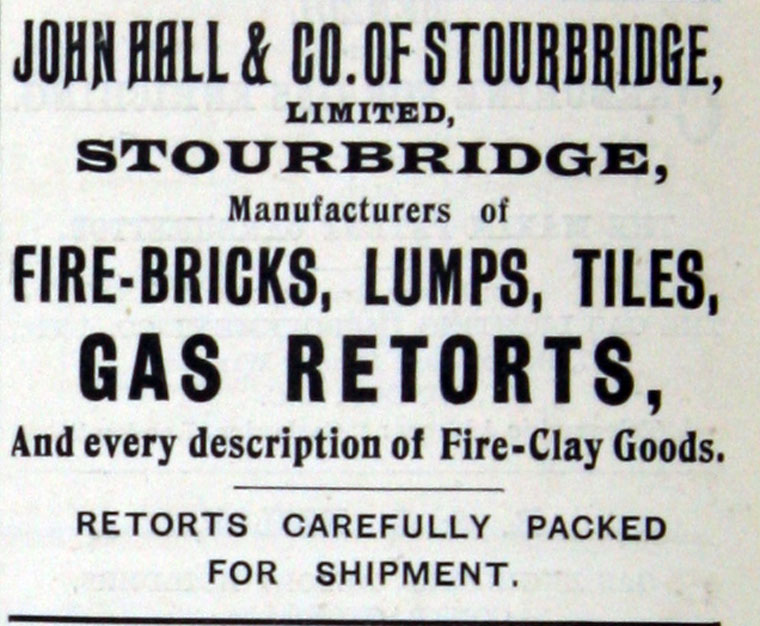 JOHN HALL & CO. OF STOURBRIDGE,
LIMITED,
STOURBRIDGE,
Manufacturers of
FIRE-BRICKS, LUMPS, TILES,
GAS RETORTS,
And every description of Fire-Clay Goods.
RETORTS CAREFULLY PACKED
FOR SHIPMENT.